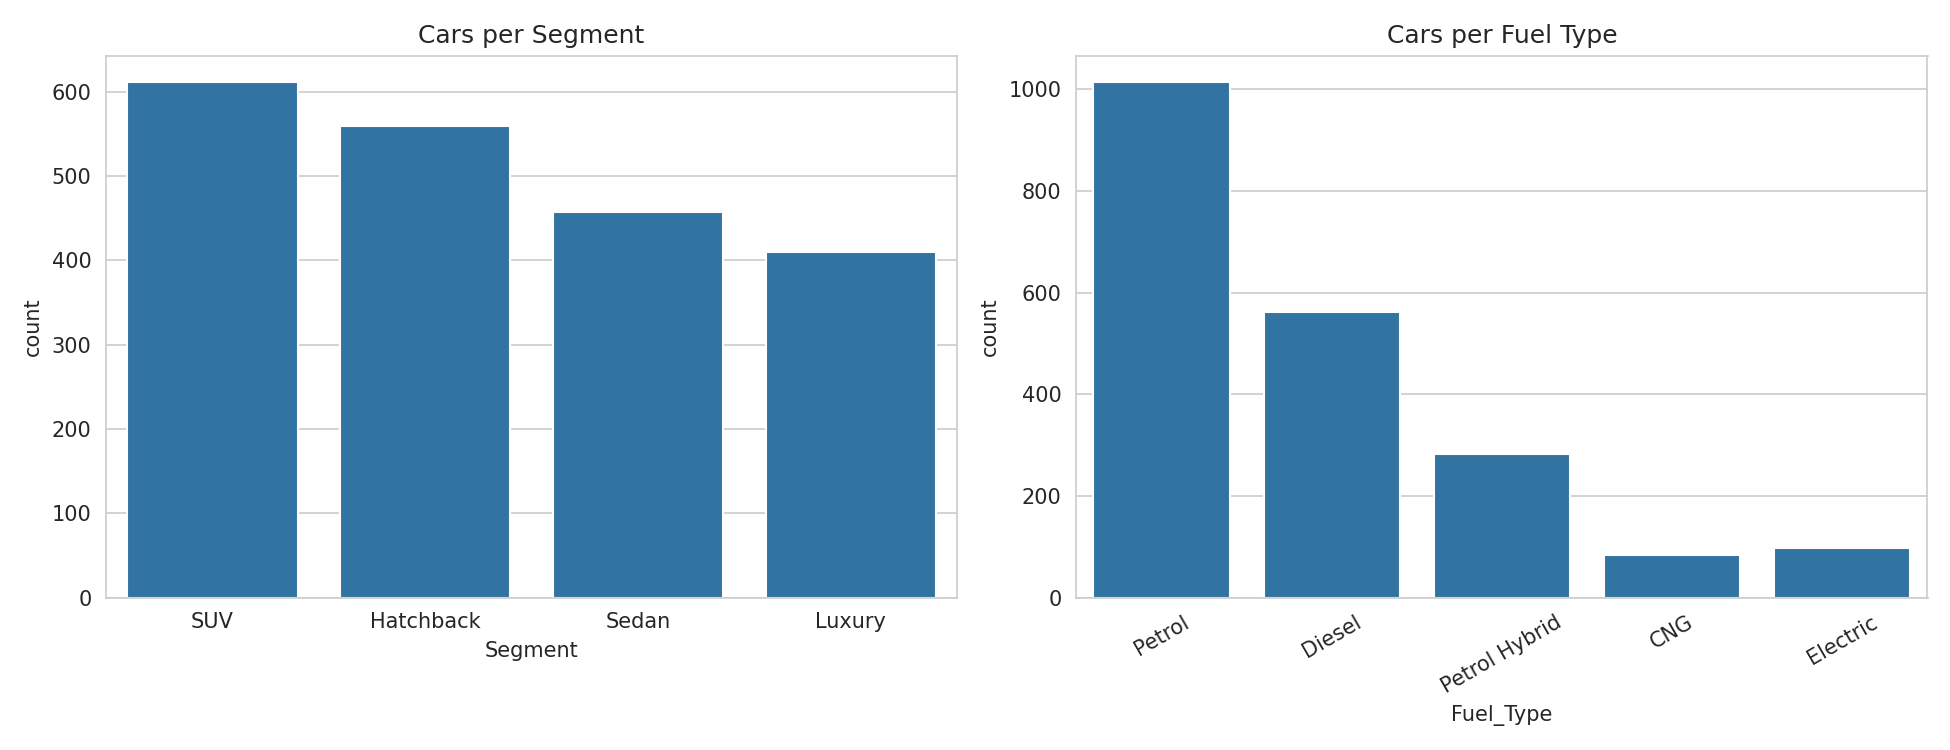 Cars per Segment
600
500
400
300
200
100
0
count
SUV
Hatchback
Sedan
Luxury
Segment
Cars per Fuel Type
1000
800
600
400
200
0
count
Petrol
Diesel
Petrol Hybrid
CNG
Electric
Fuel_Type